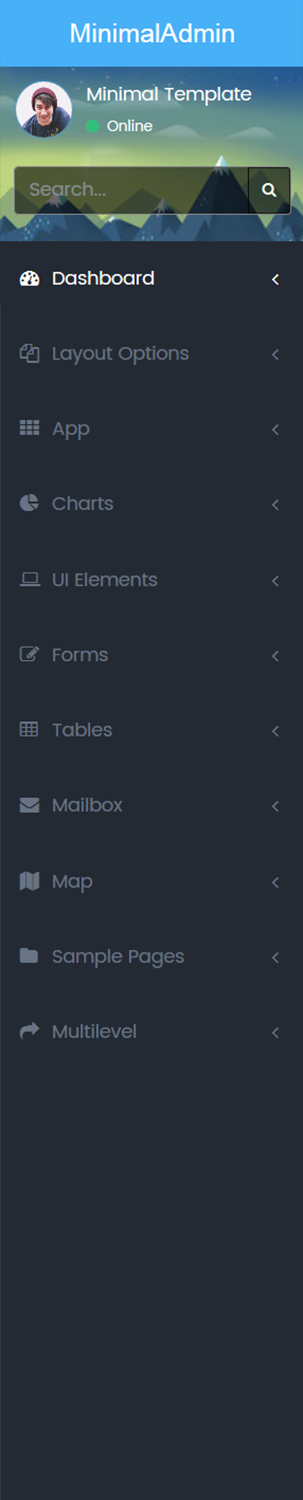 MinimalAdmin
Minimal Template
Online
Search...
Dashboard
Layout Options
App
Charts
UI Elements
Forms
Tables
Mailbox
Map
Sample Pages
Multilevel